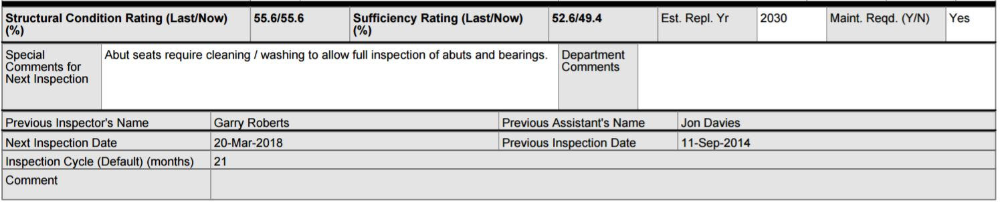 Structural Condition Rating (Last/Now) (%) 55.6/55.6 Sufficiency Rating (Last/Now) (%) 52.6/49.4 Est. Repl. Yr 2030 Maint. Reqd. (Y/N) Yes
Special Comments for Next Inspection Abut seats require cleaning / washing to allow full inspection of abuts and bearings. Department Comments
Previous Inspector's Name Garry Roberts Previous Assistant's Name Jon Davies
Next Inspection Date 20-Mar-2018 Previous Inspection Date 11-Sep-2014
Inspection Cycle (Default) (months) 21
Comment